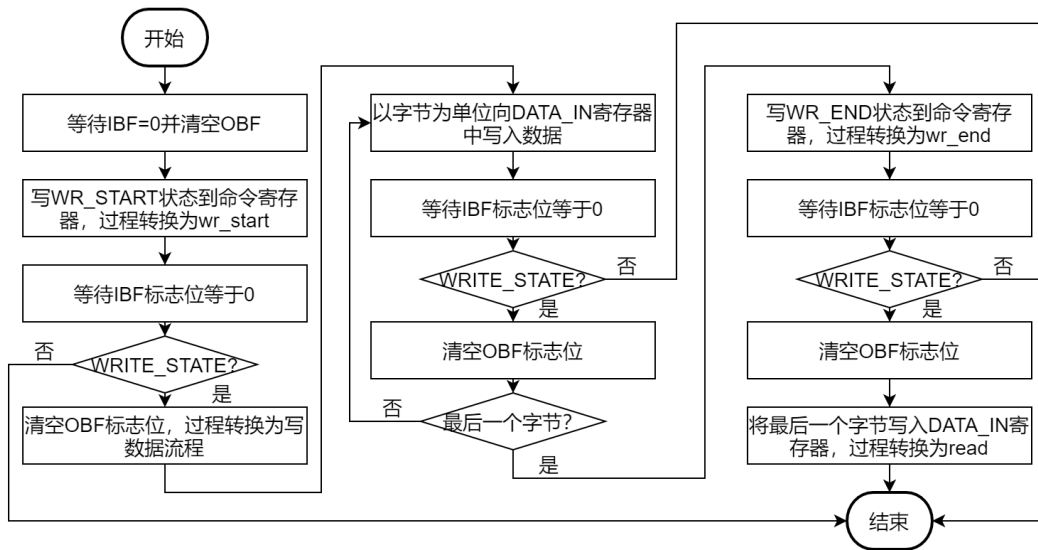 开始
等待IBF=0并清空OBF
写WR_START状态到命令寄存
器，过程转换为wr_start
等待IBF标志位等于0
否
WRITE_STATE?
是
清空OBF标志位，过程转换为写
数据流程
以字节为单位向DATA_IN寄存器
中写入数据
等待IBF标志位等于0
WRITE_STATE?
否
是
清空OBF标志位
否
最后一个字节？
是
写WR_END状态到命令寄存
器，过程转换为wr_end
等待IBF标志位等于0
WRITE_STATE?
否
是
清空OBF标志位
将最后一个字节写入DATA_IN寄
存器，过程转换为read
结束